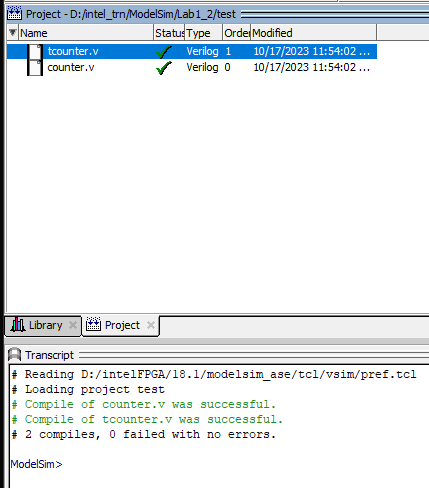 Project - D:/intel_trn/ModelSim/Lab1_2/test
Name Status Type Order Modified
tcounter.v Verilog 1 10/17/2023 11:54:02 ...
counter.v Verilog 0 10/17/2023 11:54:02 ...
Library Project
Transcript
# Reading D:/intelFPGA/18.1/modelsim_ase/tcl/vsim/pref.tcl
# Loading project test
# Compile of counter.v was successful.
# Compile of tcounter.v was successful.
# 2 compiles, 0 failed with no errors.
ModelSim>